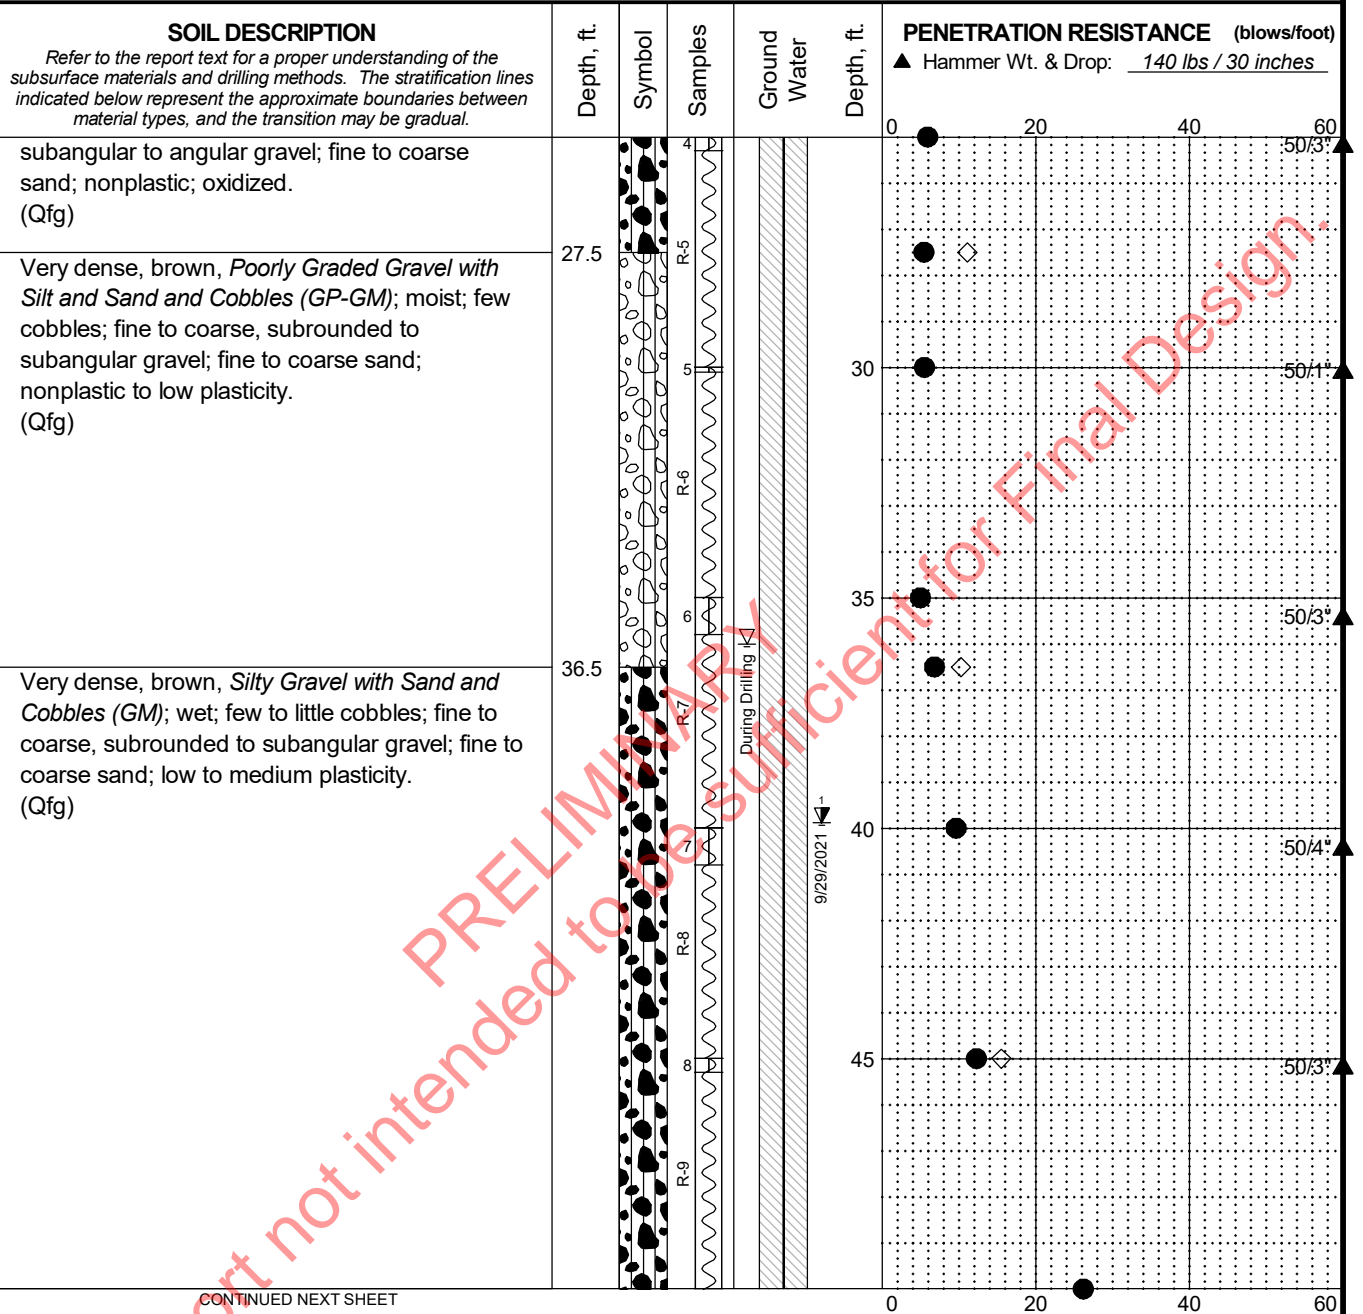 SOIL DESCRIPTION
Refer to the report text for a proper understanding of the
subsurface materials and drilling methods. The stratification lines
indicated below represent the approximate boundaries between
material types, and the transition may be gradual.
Depth, ft.
Symbol
Samples
Ground
Water
Depth, ft.
PENETRATION RESISTANCE (blows/foot)
▲ Hammer Wt. & Drop: 140 lbs / 30 inches
0 20 40 60
subangular to angular gravel; fine to coarse
sand; nonplastic; oxidized.
(Qfg)
27.5
Very dense, brown, Poorly Graded Gravel with
Silt and Sand and Cobbles (GP-GM); moist; few
cobbles; fine to coarse, subrounded to
subangular gravel; fine to coarse sand;
nonplastic to low plasticity.
(Qfg)
36.5
Very dense, brown, Silty Gravel with Sand and
Cobbles (GM); wet; few to little cobbles; fine to
coarse, subrounded to subangular gravel; fine to
coarse sand; low to medium plasticity.
(Qfg)
4
R-5
5
R-6
6
R-7
7
R-8
8
R-9
During Drilling
1
9/29/2021
30
35
40
45
50/3"
50/1"
50/3"
50/4"
50/3"
PRELIMINARY
rt not intended to be sufficient for Final Design.
CONTINUED NEXT SHEET
0 20 40 60